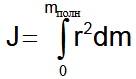 J = ∫₀^{mполн} r²dm